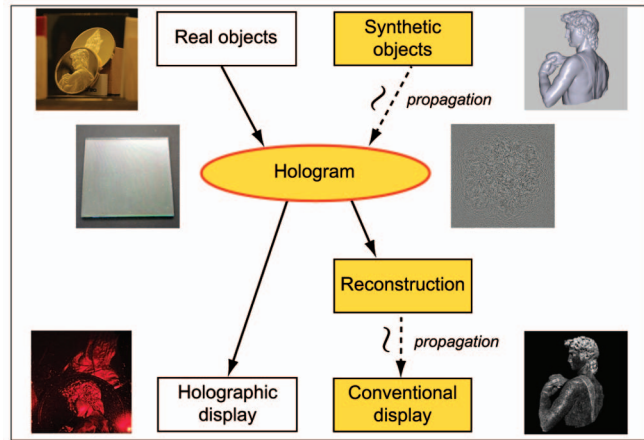 Real objects
Synthetic
objects
propagation
Hologram
Reconstruction
propagation
Holographic
display
Conventional
display